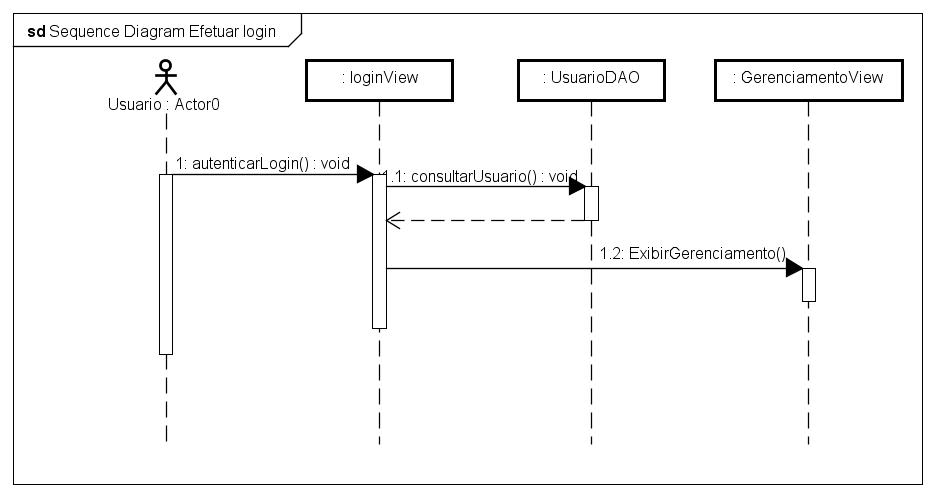 sd Sequence Diagram Efetuar login
Usuario : Actor0
: loginView
: UsuarioDAO
: GerenciamentoView
1: autenticarLogin() : void
.1: consultarUsuario() : void
1.2: ExibirGerenciamento()